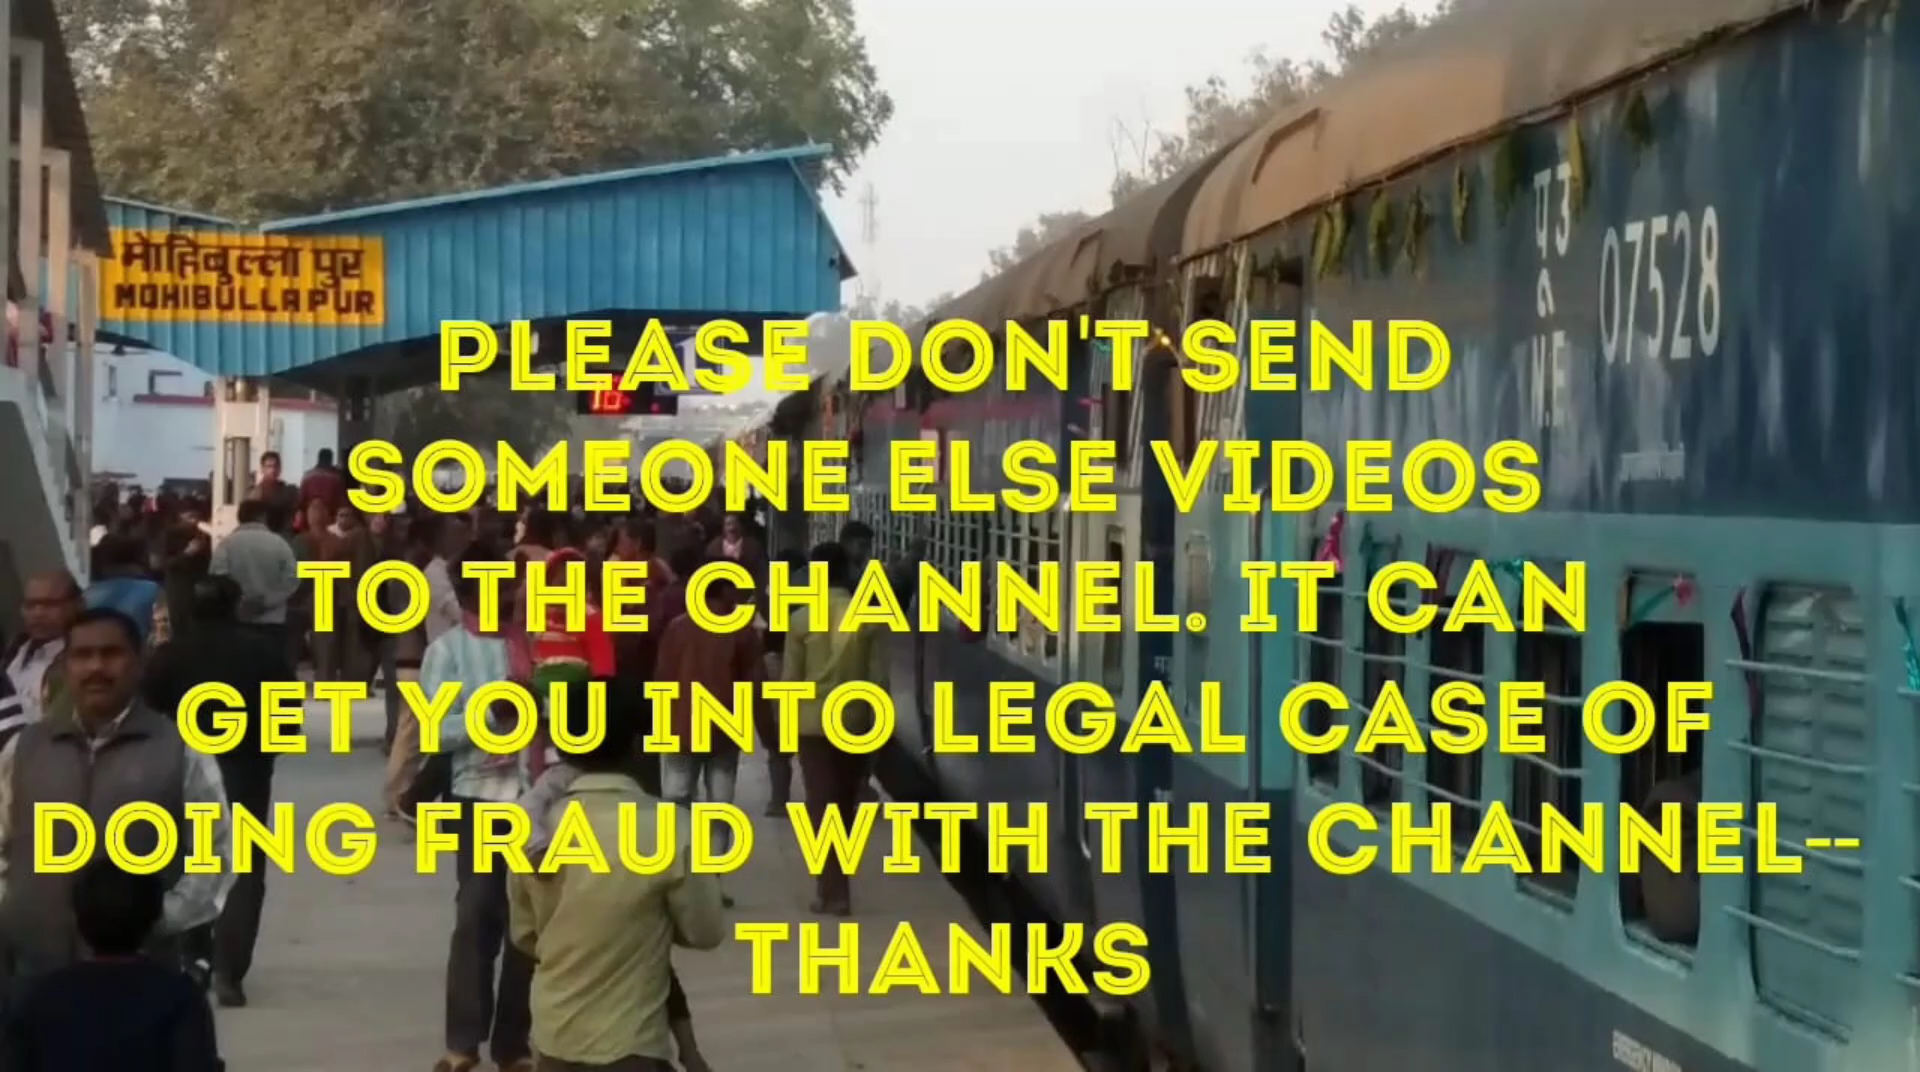 मोहिबुल्ला पुर
MOHIBULLAPUR
पू उ
रे
N.E
07528
PLEASE DON'T SEND
SOMEONE ELSE VIDEOS
TO THE CHANNEL. IT CAN
GET YOU INTO LEGAL CASE OF
DOING FRAUD WITH THE CHANNEL--
THANKS